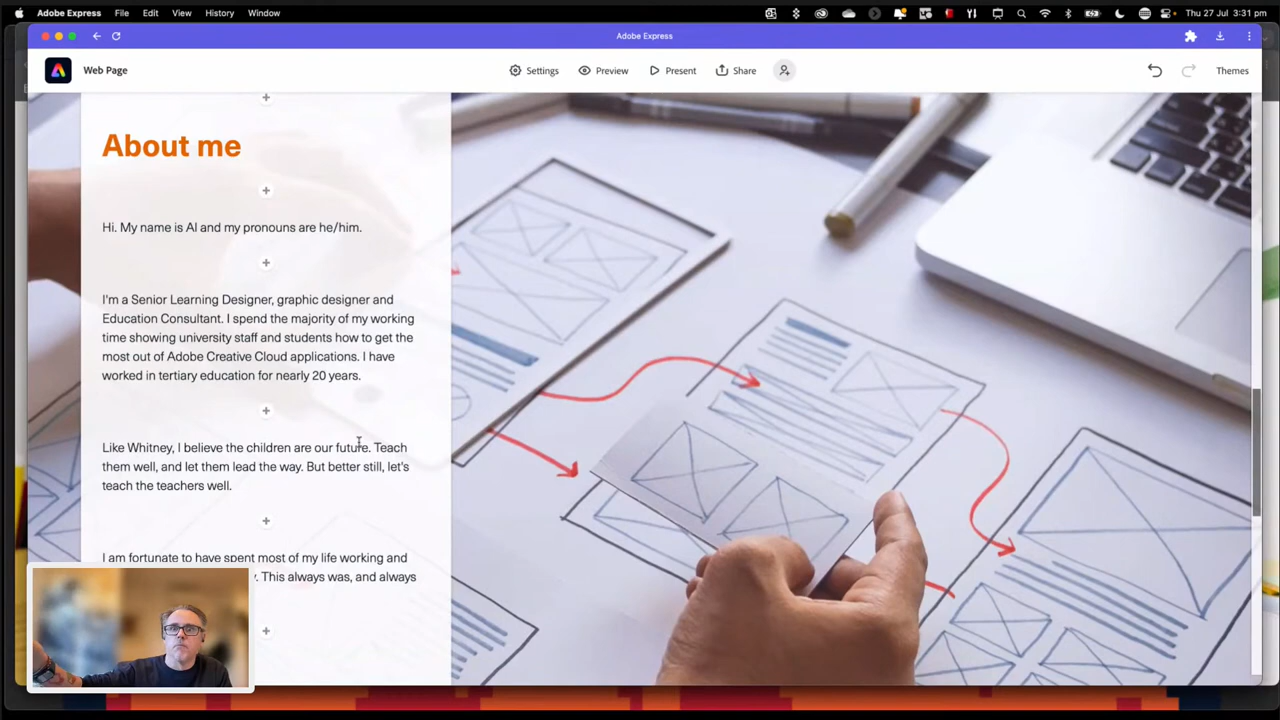 Adobe Express File Edit View History Window Thu 27 Jul 3:31 pm
Adobe Express
Web Page Settings Preview Present Share Themes
About me
Hi. My name is Al and my pronouns are he/him.
I'm a Senior Learning Designer, graphic designer and
Education Consultant. I spend the majority of my working
time showing university staff and students how to get the
most out of Adobe Creative Cloud applications. I have
worked in tertiary education for nearly 20 years.
Like Whitney, I believe the children are our future. Teach
them well, and let them lead the way. But better still, let's
teach the teachers well.
I am fortunate to have spent most of my life working and
This always was, and always